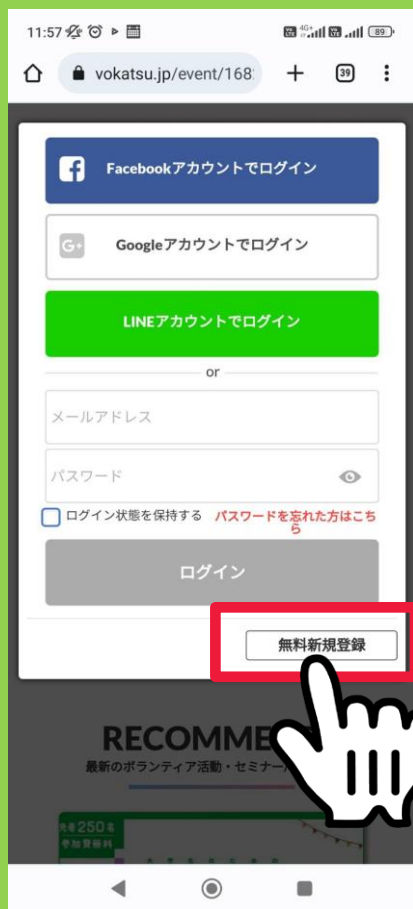 11:57
4G+
89
vokatsu.jp/event/168
39
Facebookアカウントでログイン
G+
Googleアカウントでログイン
LINEアカウントでログイン
or
メールアドレス
パスワード
ログイン状態を保持する
パスワードを忘れた方はこち
ら
ログイン
無料新規登録
RECOMME
最新のボランティア活動・セミナー
先着250名
参加費無料